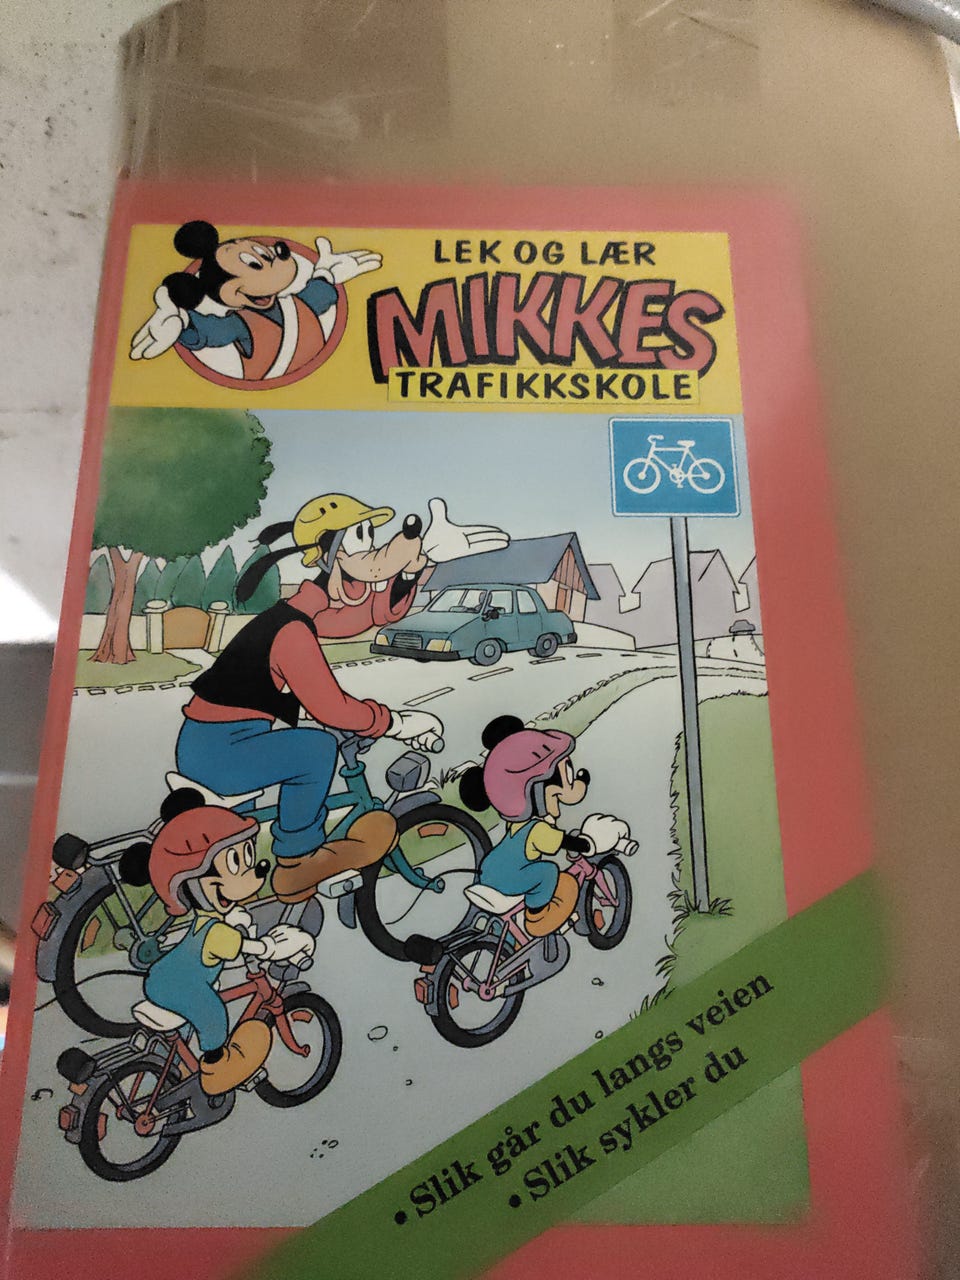 LEK OG LÆR
MIKKES
TRAFIKKSKOLE
• Slik går du langs veien
• Slik sykler du